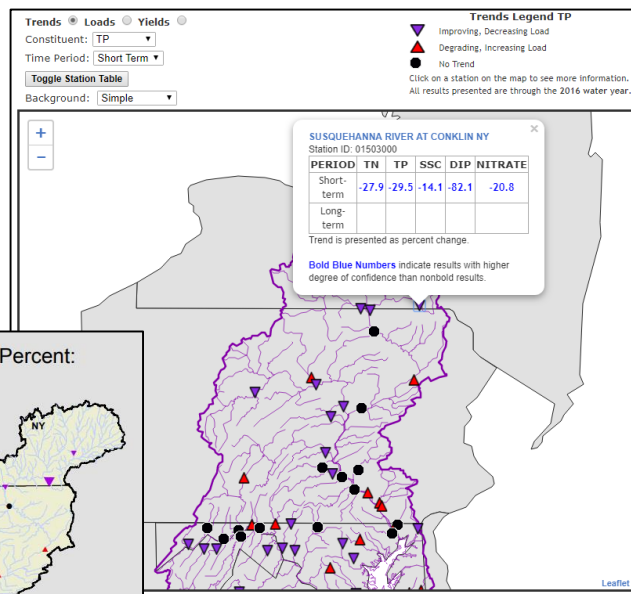 Trends Loads Yields
Constituent: TP
Time Period: Short Term
Toggle Station Table
Background: Simple
Trends Legend TP
Improving, Decreasing Load
Degrading, Increasing Load
No Trend
Click on a station on the map to see more information.
All results presented are through the 2016 water year.
+
−
×
SUSQUEHANNA RIVER AT CONKLIN NY
Station ID: 01503000
PERIOD TN TP SSC DIP NITRATE
Short-
term -27.9 -29.5 -14.1 -82.1 -20.8
Long-
term
Trend is presented as percent change.
Bold Blue Numbers indicate results with higher
degree of confidence than nonbold results.
Percent:
NY
Leaflet